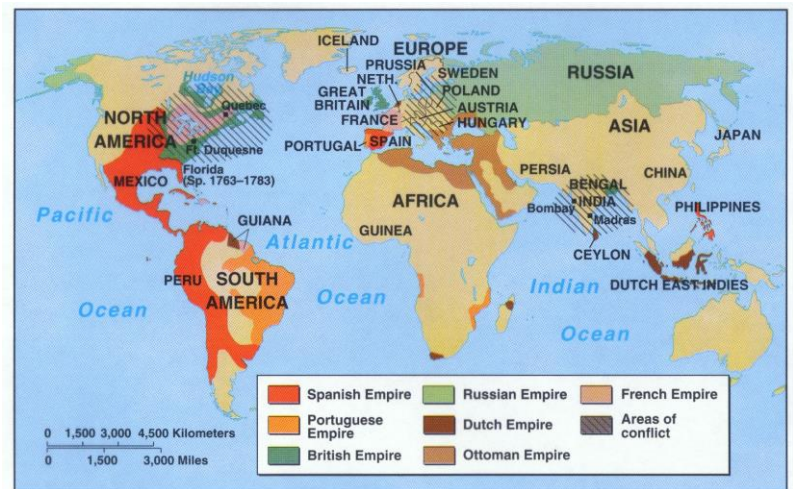 ICELAND
EUROPE
PRUSSIA
NETH.
SWEDEN
RUSSIA
Hudson
Bay
GREAT
BRITAIN
POLAND
Quebec
AUSTRIA
NORTH
AMERICA
FRANCE
HUNGARY
ASIA
JAPAN
Ft. Duquesne
PORTUGAL
SPAIN
Florida
(Sp. 1763–1783)
PERSIA
CHINA
MEXICO
BENGAL
INDIA
Bombay
Madras
PHILIPPINES
AFRICA
Pacific
GUIANA
Atlantic
GUINEA
CEYLON
PERU
SOUTH
AMERICA
Indian
DUTCH EAST INDIES
Ocean
Ocean
Ocean
Spanish Empire
Portuguese
Empire
British Empire
Russian Empire
Dutch Empire
Ottoman Empire
French Empire
Areas of
conflict
0 1,500 3,000 4,500 Kilometers
0 1,500 3,000 Miles